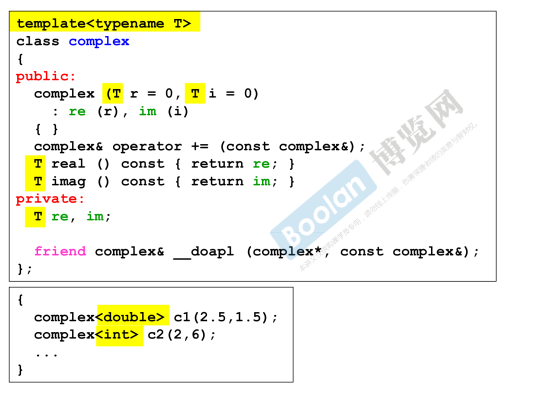 template<typename T>
class complex
{
public:
  complex (T r = 0, T i = 0)
    : re (r), im (i)
  { }
  complex& operator += (const complex&);
  T real () const { return re; }
  T imag () const { return im; }
private:
  T re, im;
  friend complex& __doapl (complex*, const complex&);
};
{
  complex<double> c1(2.5,1.5);
  complex<int> c2(2,6);
  ...
}
Boolan 博览网